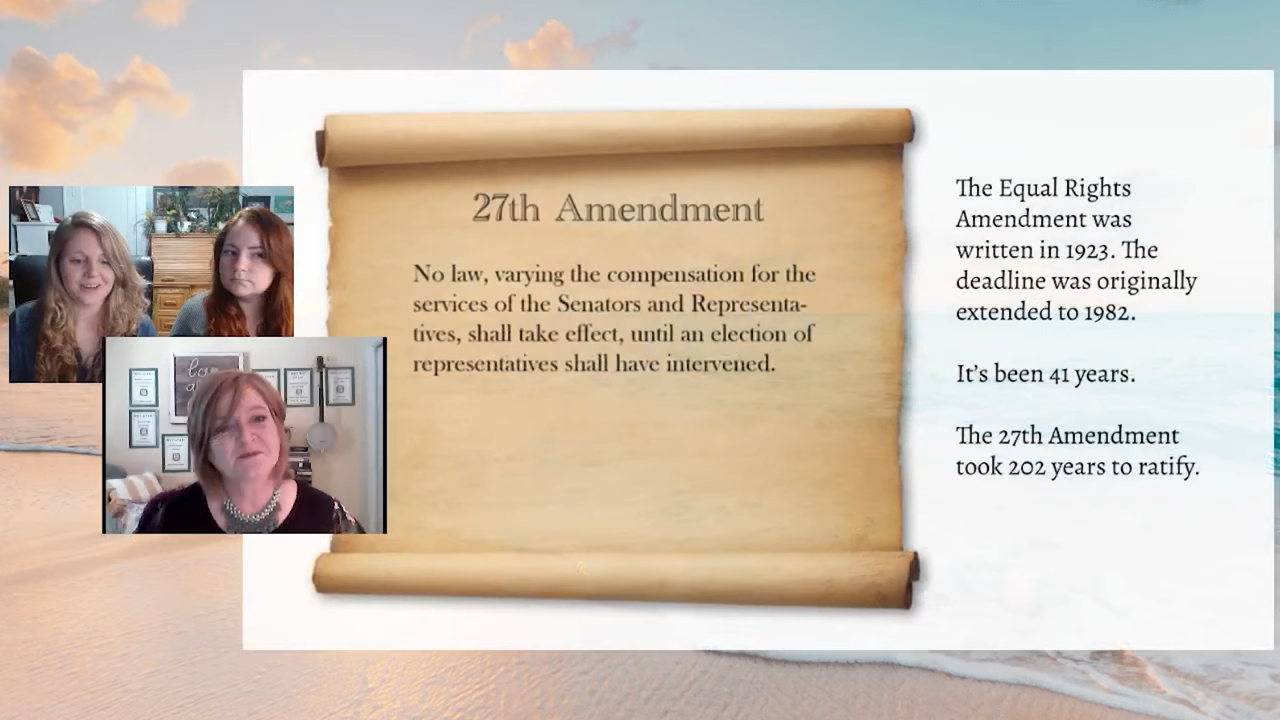 27th Amendment
No law, varying the compensation for the
services of the Senators and Representa-
tives, shall take effect, until an election of
representatives shall have intervened.
The Equal Rights
Amendment was
written in 1923. The
deadline was originally
extended to 1982.
It's been 41 years.
The 27th Amendment
took 202 years to ratify.